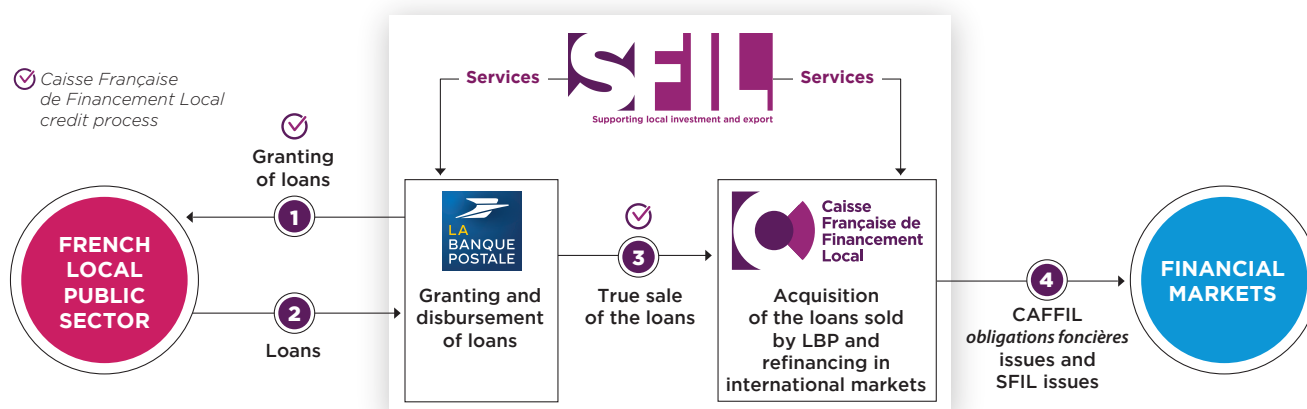 Caisse Française
de Financement Local
credit process
Granting
of loans
1
FRENCH
LOCAL
PUBLIC
SECTOR
2
Loans
Services
SFIL
Services
Supporting local investment and export
LA
BANQUE
POSTALE
Granting and
disbursement
of loans
3
True sale
of the loans
Caisse
Française de
Financement
Local
Acquisition
of the loans sold
by LBP and
refinancing in
international markets
4
CAFFIL
obligations foncières
issues and
SFIL issues
FINANCIAL
MARKETS